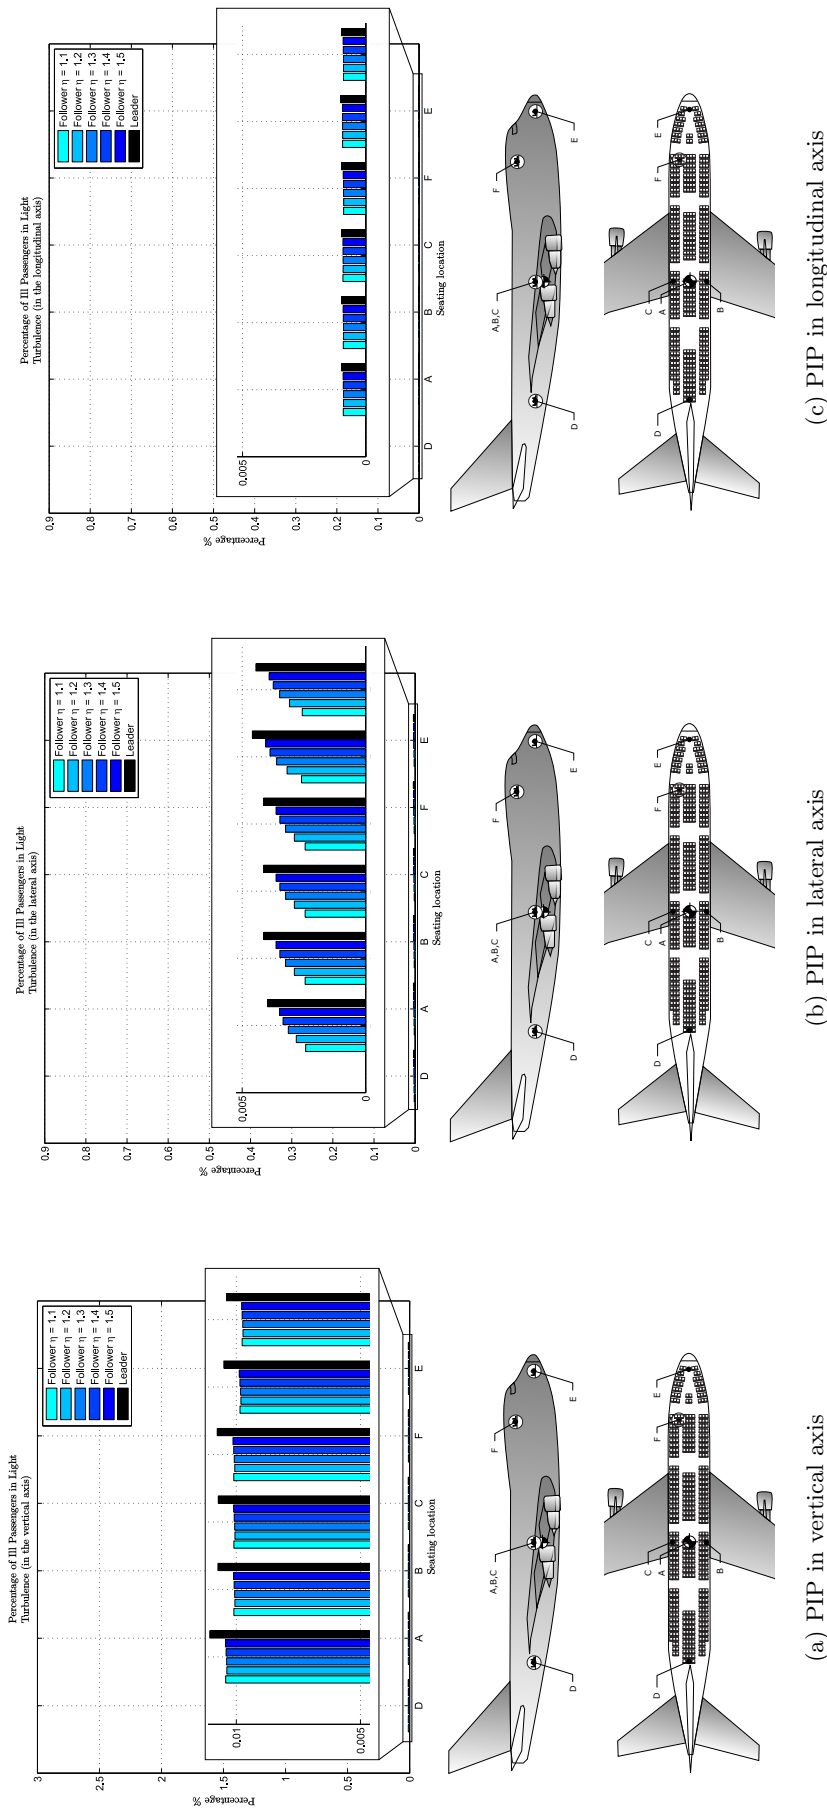 Percentage of Ill Passengers in Light
Turbulence (in the vertical axis)
Follower η = 1.1
Follower η = 1.2
Follower η = 1.3
Follower η = 1.4
Follower η = 1.5
Leader
3
2.5
2
1.5
1
0.5
0
Percentage %
0.01
0.005
D
A
B
C
F
E
Seating location
A,B,C
D
E
F
C
A
B
D
E
F
(a) PIP in vertical axis
Percentage of Ill Passengers in Light
Turbulence (in the lateral axis)
Follower η = 1.1
Follower η = 1.2
Follower η = 1.3
Follower η = 1.4
Follower η = 1.5
Leader
0.9
0.8
0.7
0.6
0.5
0.4
0.3
0.2
0.1
0
Percentage %
0.005
0
D
A
B
C
F
E
Seating location
A,B,C
D
E
F
C
A
B
D
E
F
(b) PIP in lateral axis
Percentage of Ill Passengers in Light
Turbulence (in the longitudinal axis)
Follower η = 1.1
Follower η = 1.2
Follower η = 1.3
Follower η = 1.4
Follower η = 1.5
Leader
0.9
0.8
0.7
0.6
0.5
0.4
0.3
0.2
0.1
0
Percentage %
0.005
0
D
A
B
C
F
E
Seating location
A,B,C
D
E
F
C
A
B
D
E
F
(c) PIP in longitudinal axis